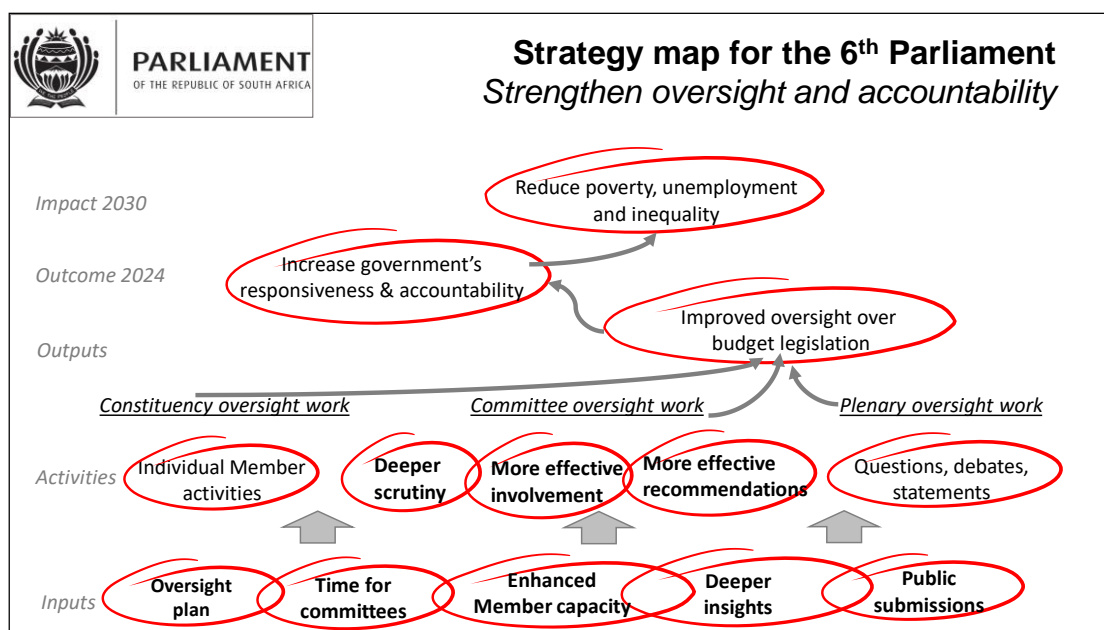 PARLIAMENT
OF THE REPUBLIC OF SOUTH AFRICA
Strategy map for the 6th Parliament
Strengthen oversight and accountability
Impact 2030
Reduce poverty, unemployment
and inequality
Outcome 2024
Increase government's
responsiveness & accountability
Outputs
Improved oversight over
budget legislation
Constituency oversight work
Committee oversight work
Plenary oversight work
Activities
Individual Member
activities
Deeper
scrutiny
More effective
involvement
More effective
recommendations
Questions, debates,
statements
Inputs
Oversight
plan
Time for
committees
Enhanced
Member capacity
Deeper
insights
Public
submissions